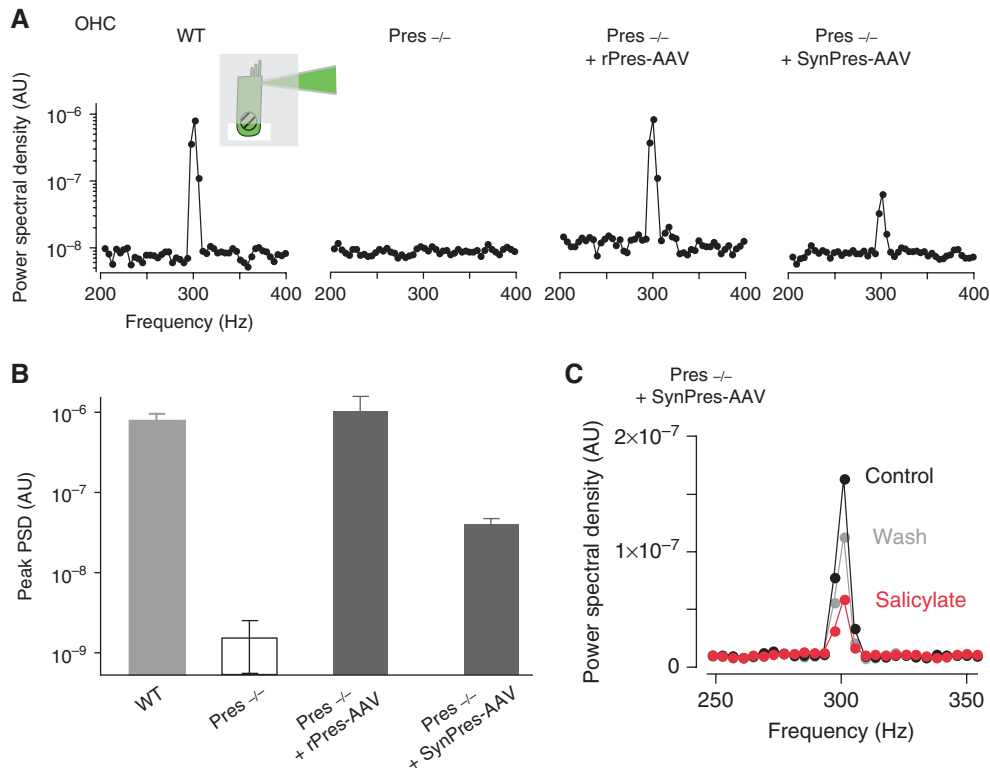 A
OHC
WT
Pres –/–
Pres –/–
+ rPres-AAV
Pres –/–
+ SynPres-AAV
Power spectral density (AU)
10⁻⁶
10⁻⁷
10⁻⁸
200 300 400
200 300 400
200 300 400
200 300 400
Frequency (Hz)
B
Peak PSD (AU)
10⁻⁶
10⁻⁷
10⁻⁸
10⁻⁹
WT
Pres –/–
Pres –/–
+ rPres-AAV
Pres –/–
+ SynPres-AAV
C
Pres –/–
+ SynPres-AAV
Power spectral density (AU)
2×10⁻⁷
1×10⁻⁷
0
Control
Wash
Salicylate
250 300 350
Frequency (Hz)